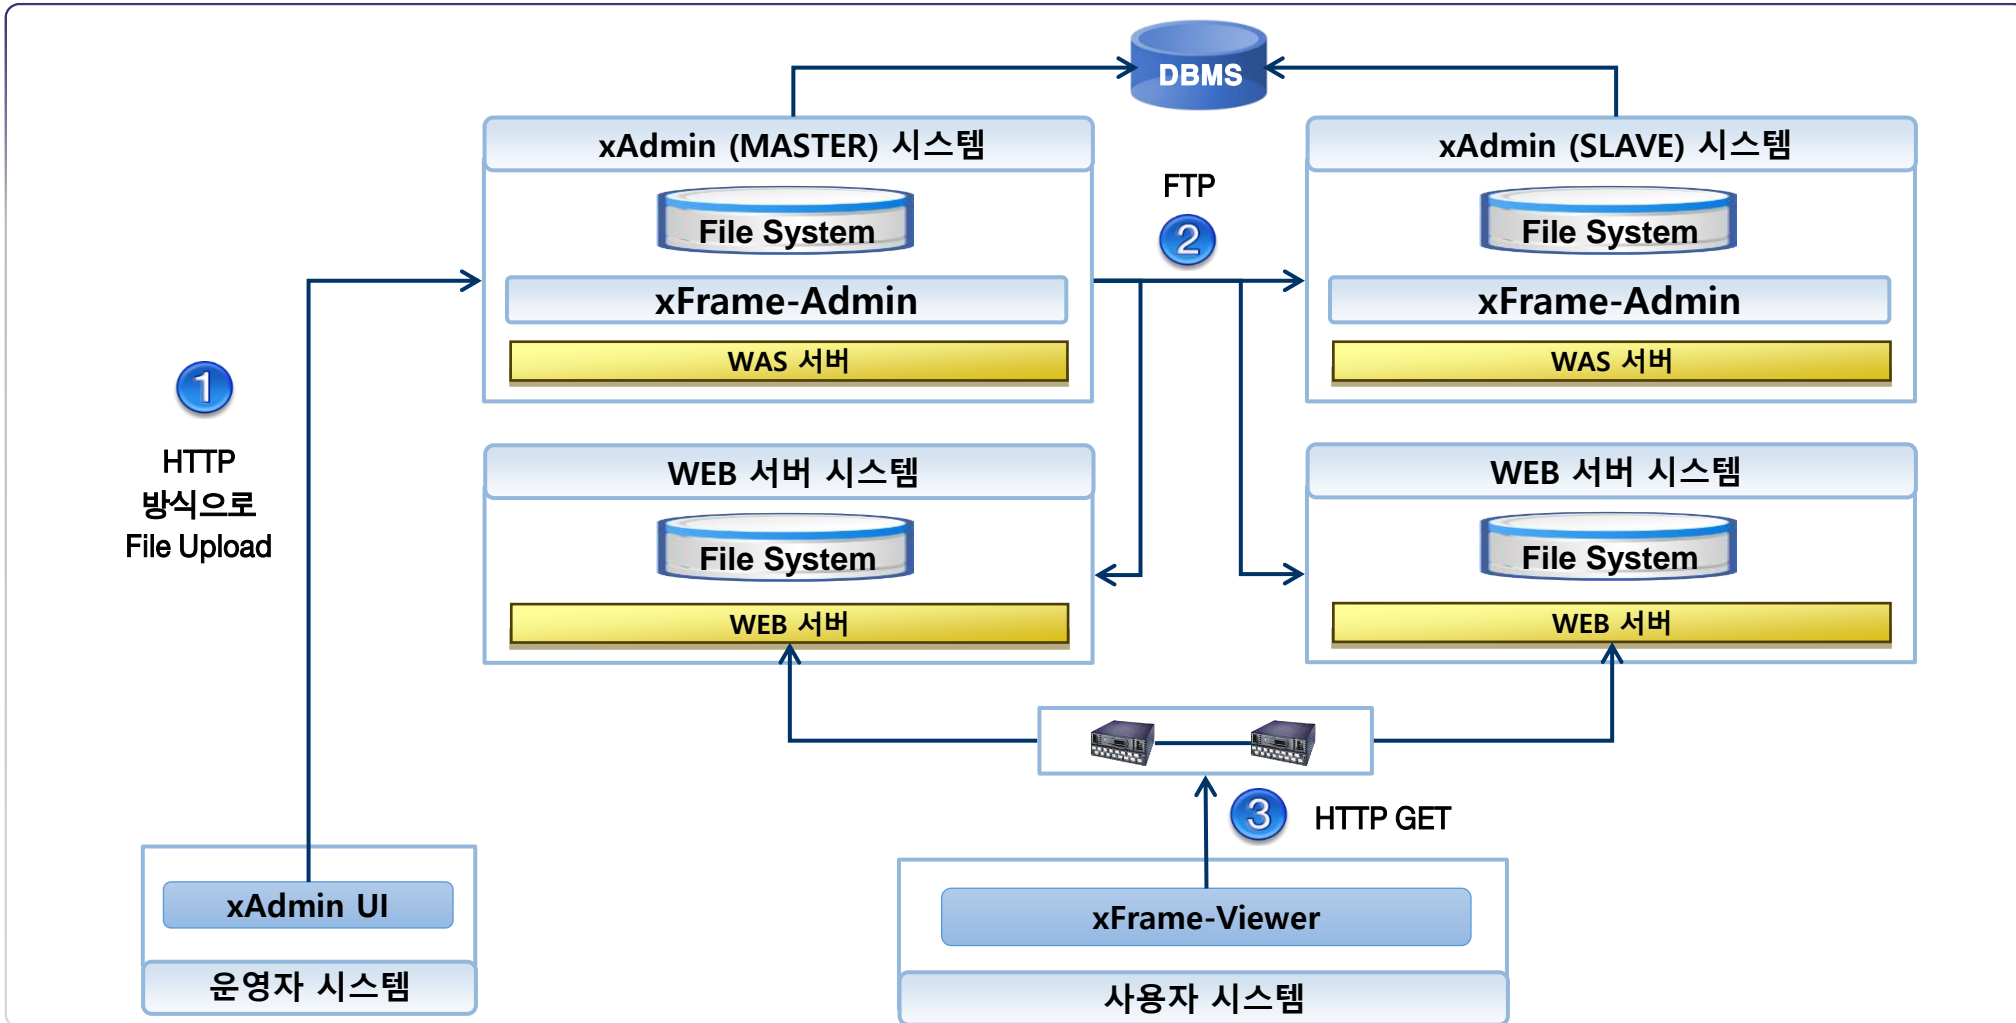 DBMS
xAdmin (MASTER) 시스템
xAdmin (SLAVE) 시스템
File System
FTP
2
File System
xFrame-Admin
xFrame-Admin
WAS 서버
WAS 서버
1
HTTP
방식으로
File Upload
WEB 서버 시스템
WEB 서버 시스템
File System
File System
WEB 서버
WEB 서버
3
HTTP GET
xAdmin UI
xFrame-Viewer
운영자 시스템
사용자 시스템